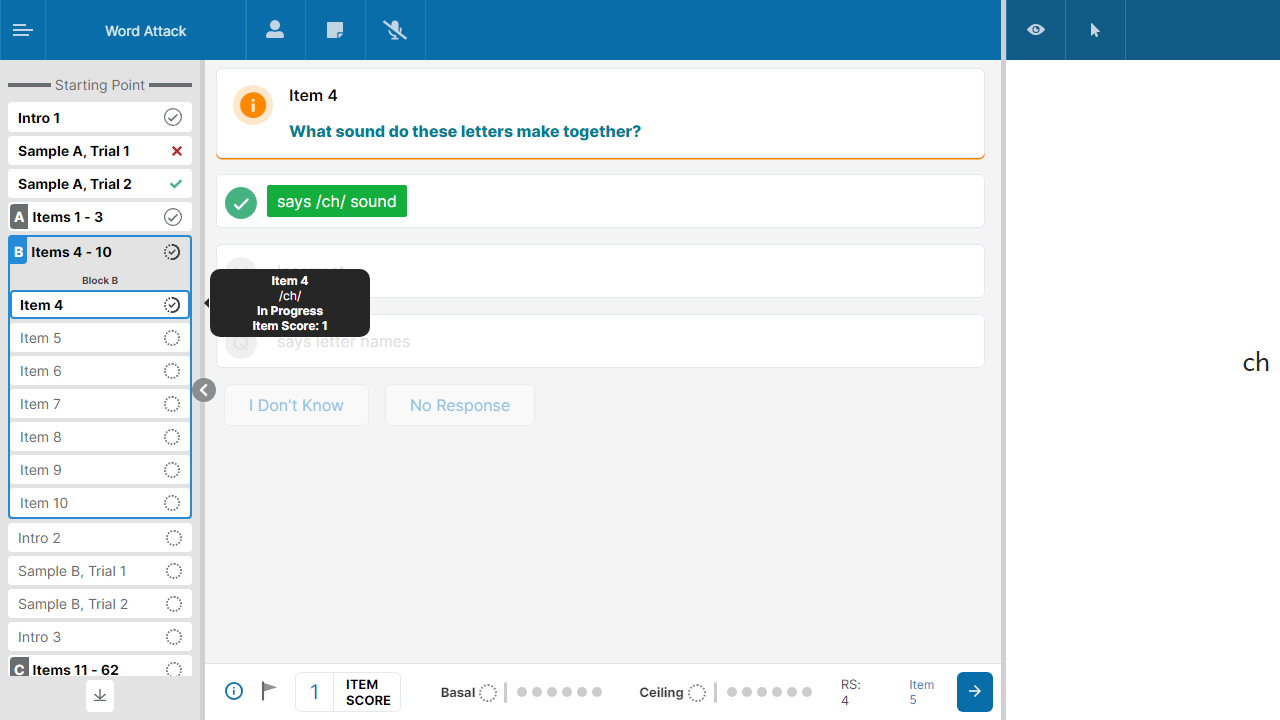 Word Attack
Starting Point
Intro 1
Sample A, Trial 1
Sample A, Trial 2
A Items 1 - 3
B Items 4 - 10
Block B
Item 4
Item 5
Item 6
Item 7
Item 8
Item 9
Item 10
Intro 2
Sample B, Trial 1
Sample B, Trial 2
Intro 3
C Items 11 - 62
Item 4
What sound do these letters make together?
says /ch/ sound
Item 4
/ch/
In Progress
Item Score: 1
says letter names
I Don't Know
No Response
1
ITEM
SCORE
Basal
Ceiling
RS:
4
Item
5
ch